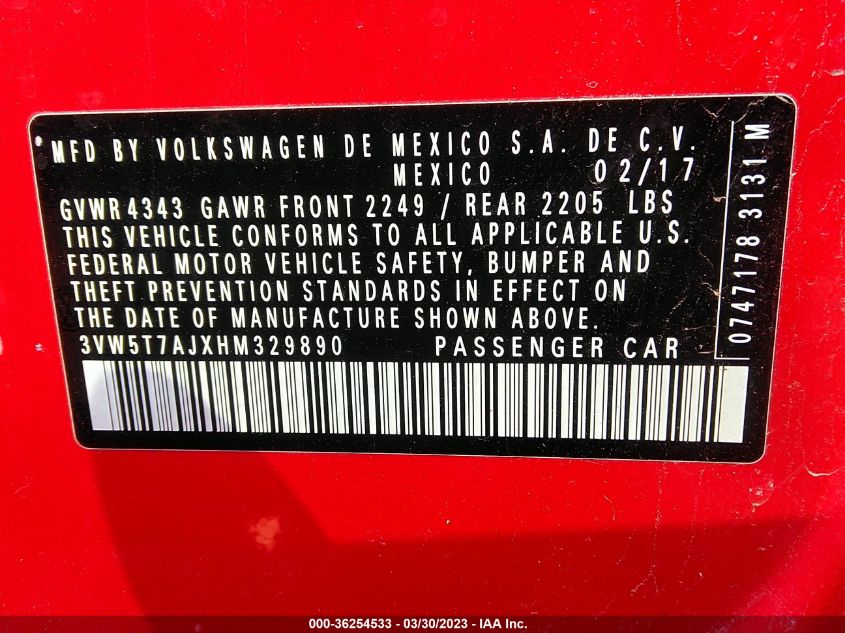 MFD BY VOLKSWAGEN DE MEXICO S.A. DE C.V.
MEXICO 02/17
GVWR 4343 GAWR FRONT 2249 / REAR 2205 LBS
THIS VEHICLE CONFORMS TO ALL APPLICABLE U.S.
FEDERAL MOTOR VEHICLE SAFETY, BUMPER AND
THEFT PREVENTION STANDARDS IN EFFECT ON
THE DATE OF MANUFACTURE SHOWN ABOVE.
3VW5T7AJXHM329890 PASSENGER CAR
0747178 3131 M
000-36254533 - 03/30/2023 - IAA Inc.